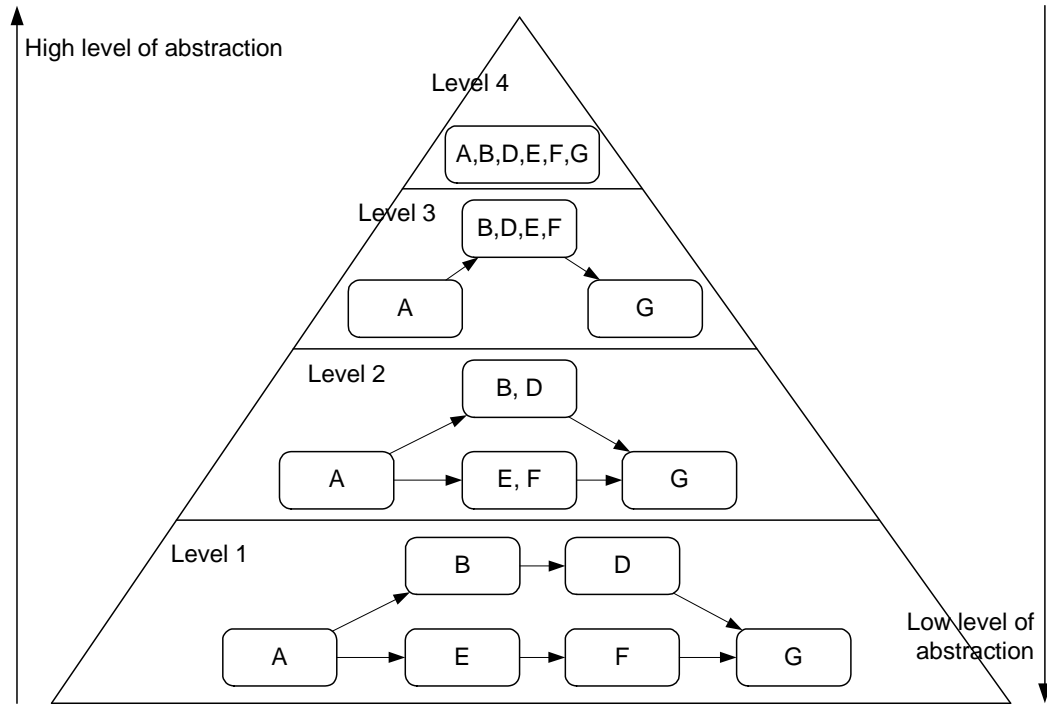 High level of abstraction
Level 4
A,B,D,E,F,G
Level 3
B,D,E,F
A
G
Level 2
B, D
A
E, F
G
Level 1
B
D
A
E
F
G
Low level of
abstraction